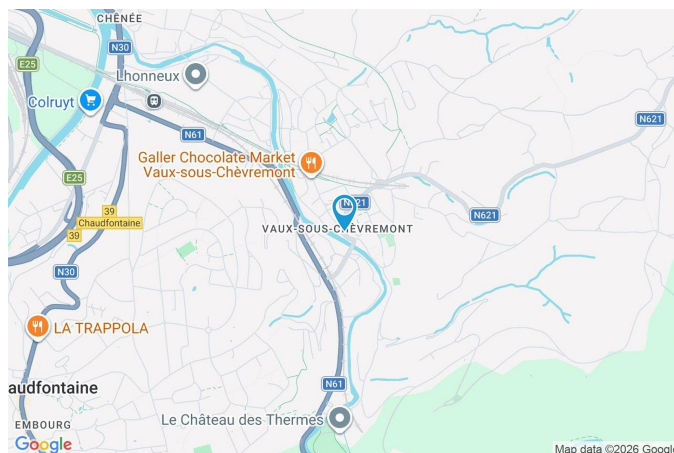 CHÊNÉE
N30
E25
Lhonneux
Colruyt
N61
N621
Galler Chocolate Market
Vaux-sous-Chèvremont
E25
39
Chaudfontaine
39
N621
VAUX-SOUS-CHÈVREMONT
N30
LA TRAPPOLA
audfontaine
N61
EMBOURG
Le Château des Thermes
Google
Map data ©2026 Google